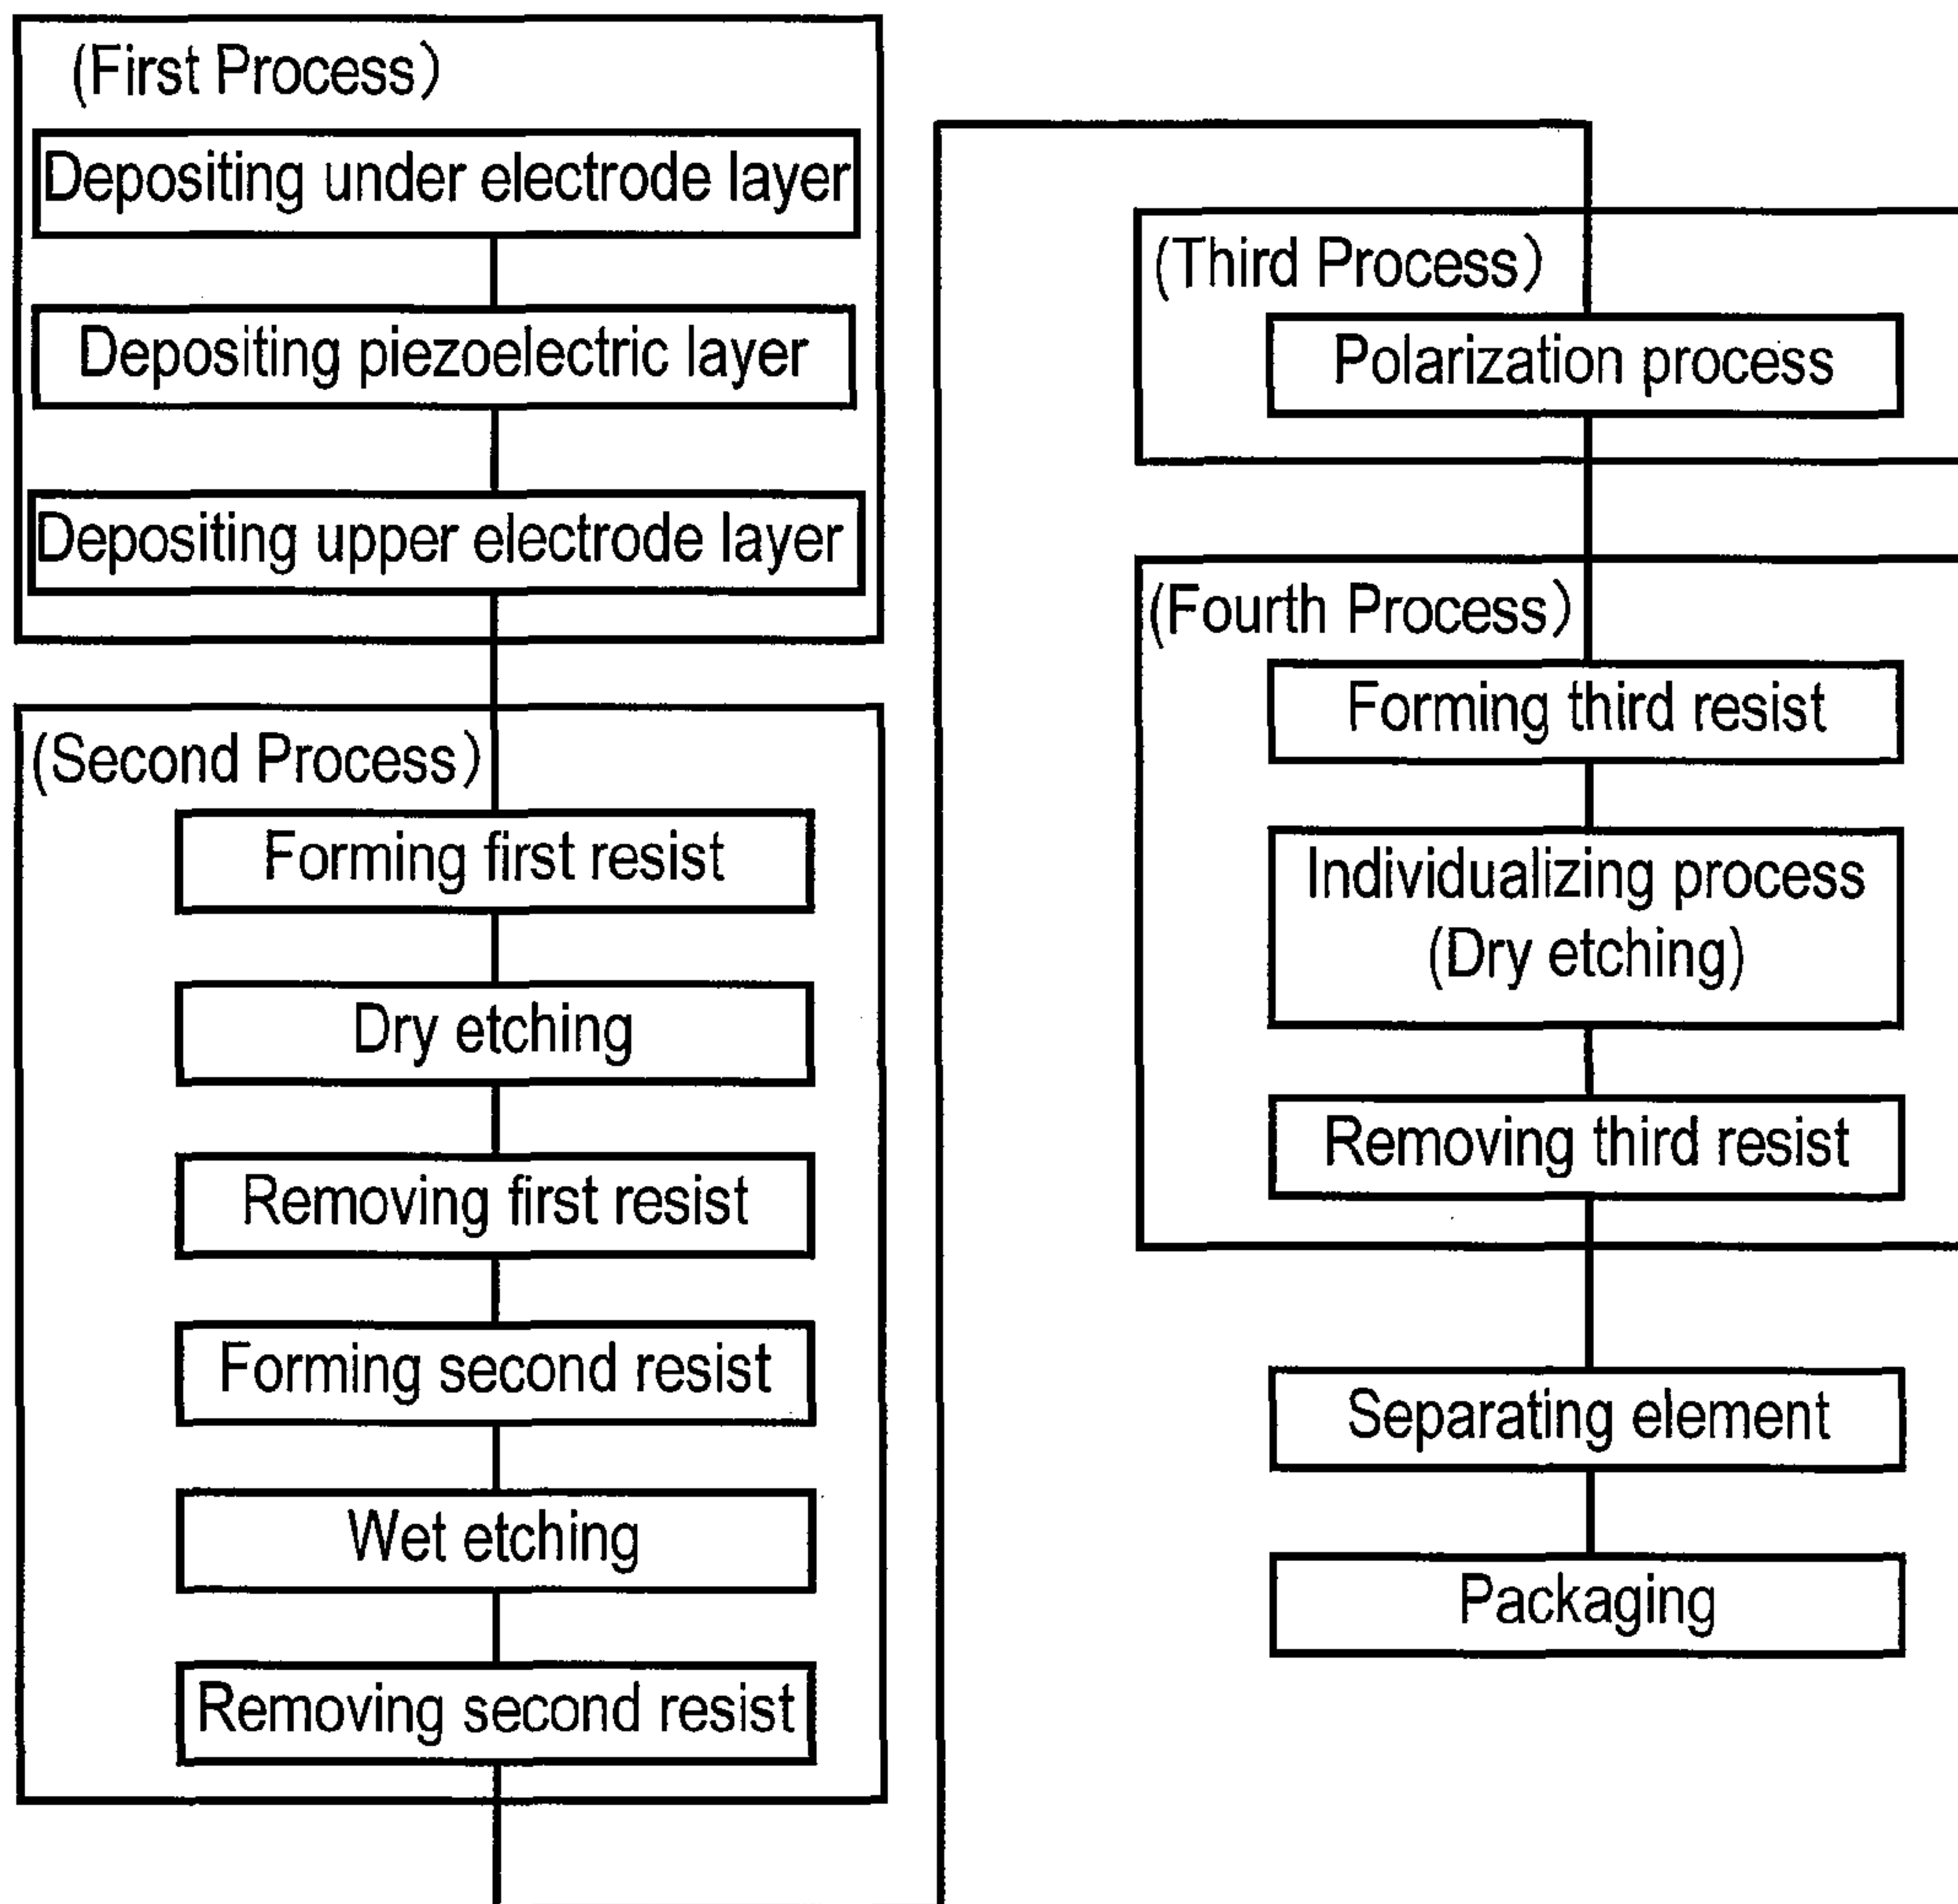 (First Process)
Depositing under electrode layer
Depositing piezoelectric layer
Depositing upper electrode layer
(Second Process)
Forming first resist
Dry etching
Removing first resist
Forming second resist
Wet etching
Removing second resist
(Third Process)
Polarization process
(Fourth Process)
Forming third resist
Individualizing process
(Dry etching)
Removing third resist
Separating element
Packaging